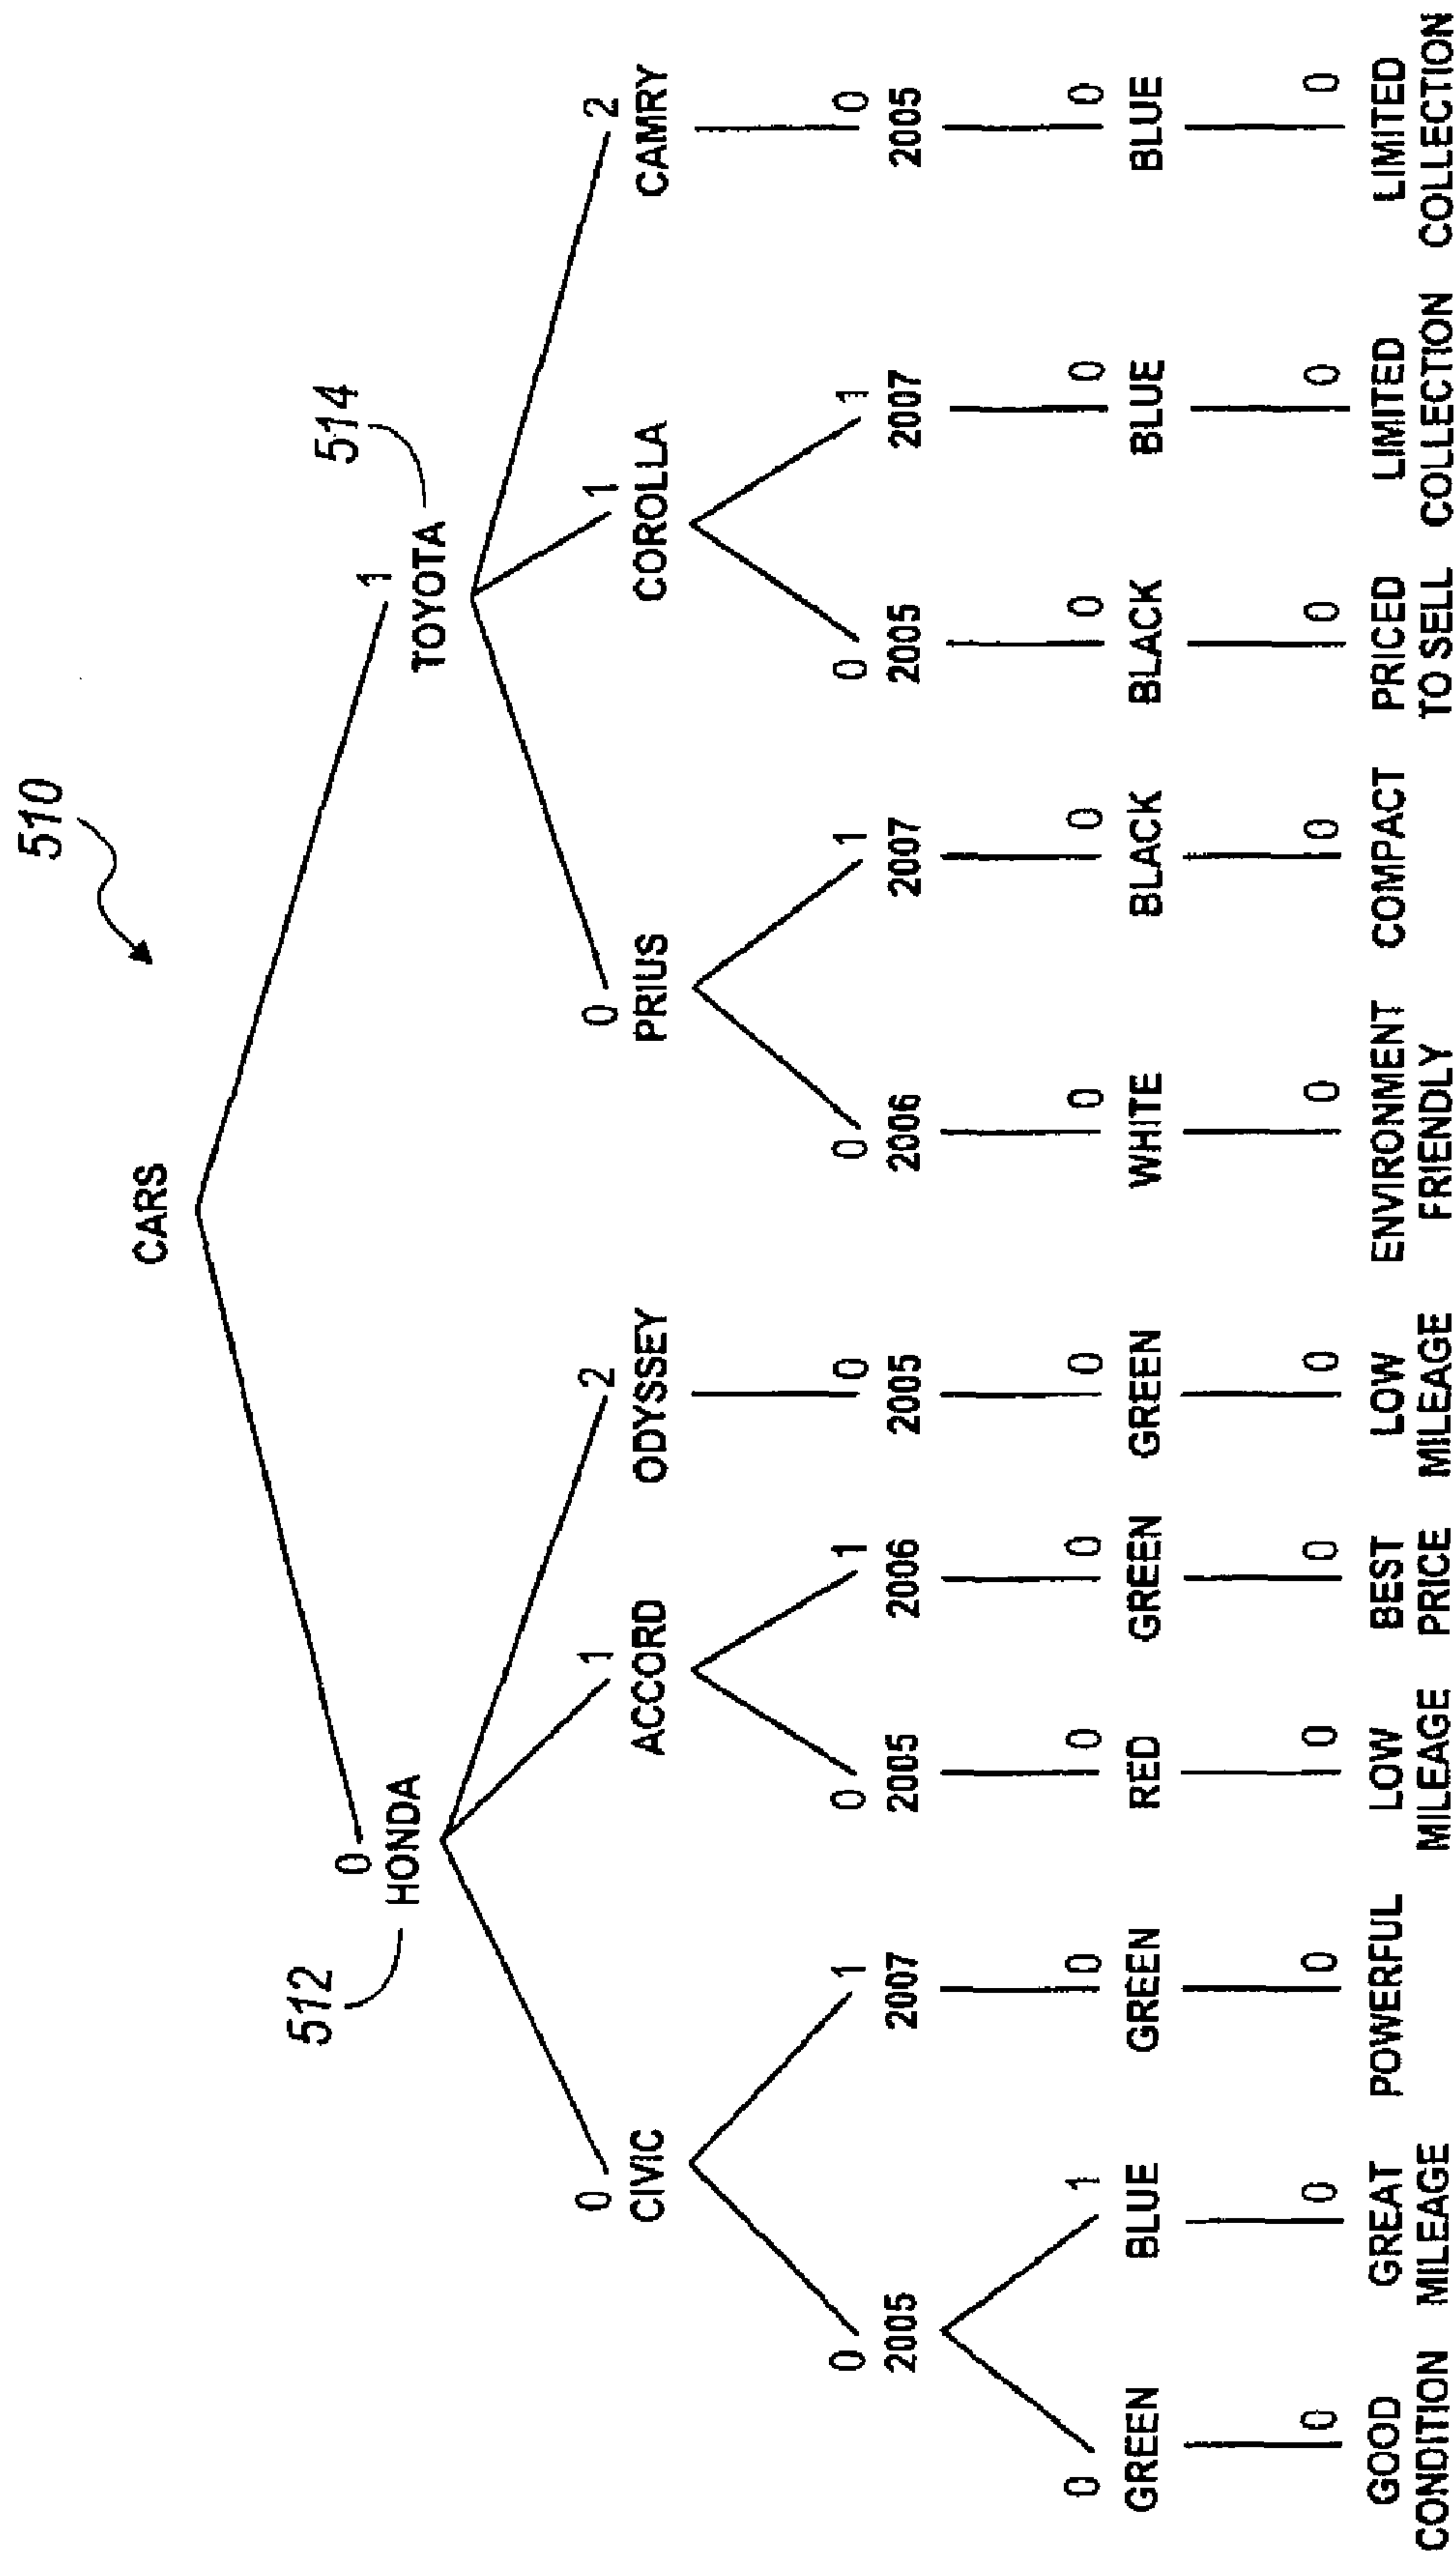 510
CARS
0 1
512 HONDA TOYOTA 514
0 1 2 0 1 2
CIVIC ACCORD ODYSSEY PRIUS COROLLA CAMRY
0 1 0 1 0 0 1 0 1 0
2005 2007 2005 2006 2005 2006 2007 2005 2007 2005
0 1 0 0 0 0 0 0 0 0 0
GREEN BLUE GREEN RED GREEN GREEN WHITE BLACK BLACK BLUE BLUE
0 0 0 0 0 0 0 0 0 0 0
GOOD GREAT POWERFUL LOW BEST LOW ENVIRONMENT COMPACT PRICED LIMITED LIMITED
CONDITION MILEAGE MILEAGE PRICE MILEAGE FRIENDLY TO SELL COLLECTION COLLECTION